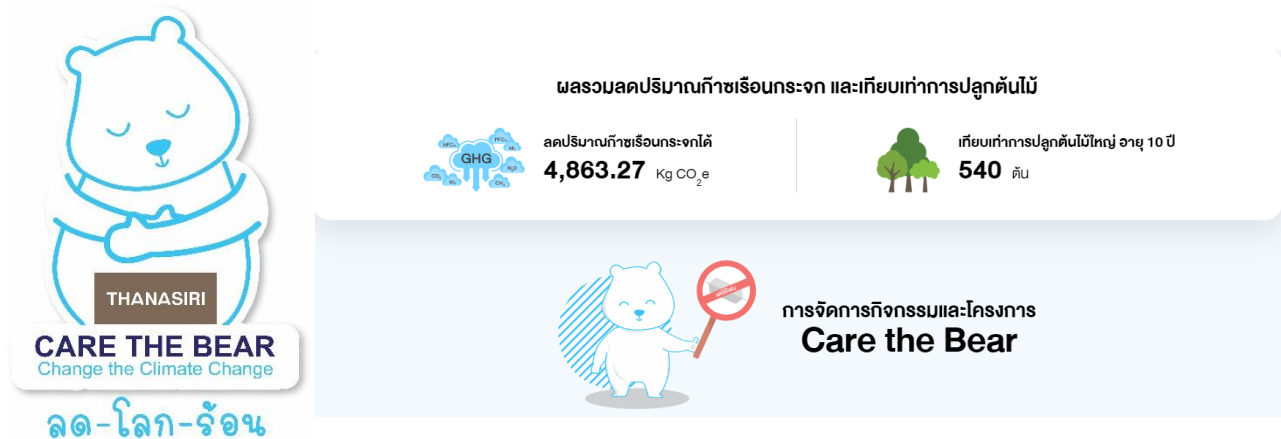 THANASIRI
CARE THE BEAR
Change the Climate Change
ลด-โลก-ร้อน
ผลรวมลดปริมาณก๊าซเรือนกระจก และเทียบเท่าการปลูกต้นไม้
GHG
ลดปริมาณก๊าซเรือนกระจกได้
4,863.27 Kg CO₂e
เทียบเท่าการปลูกต้นไม้ใหญ่ อายุ 10 ปี
540 ต้น
การจัดการกิจกรรมและโครงการ
Care the Bear